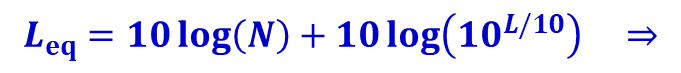 L_eq = 10 log(N) + 10 log(10^{L/10}) ⇒